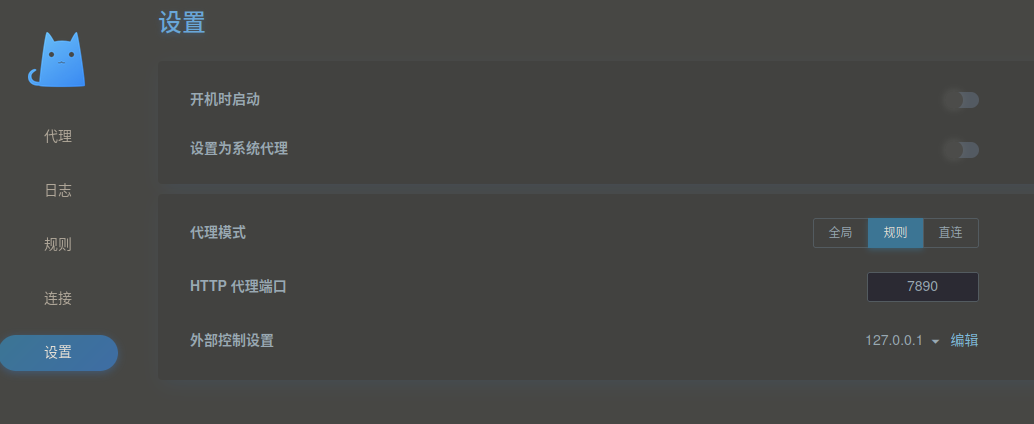 设置
开机时启动
设置为系统代理
代理
日志
规则
连接
设置
代理模式 全局 规则 直连
HTTP 代理端口 7890
外部控制设置 127.0.0.1 编辑